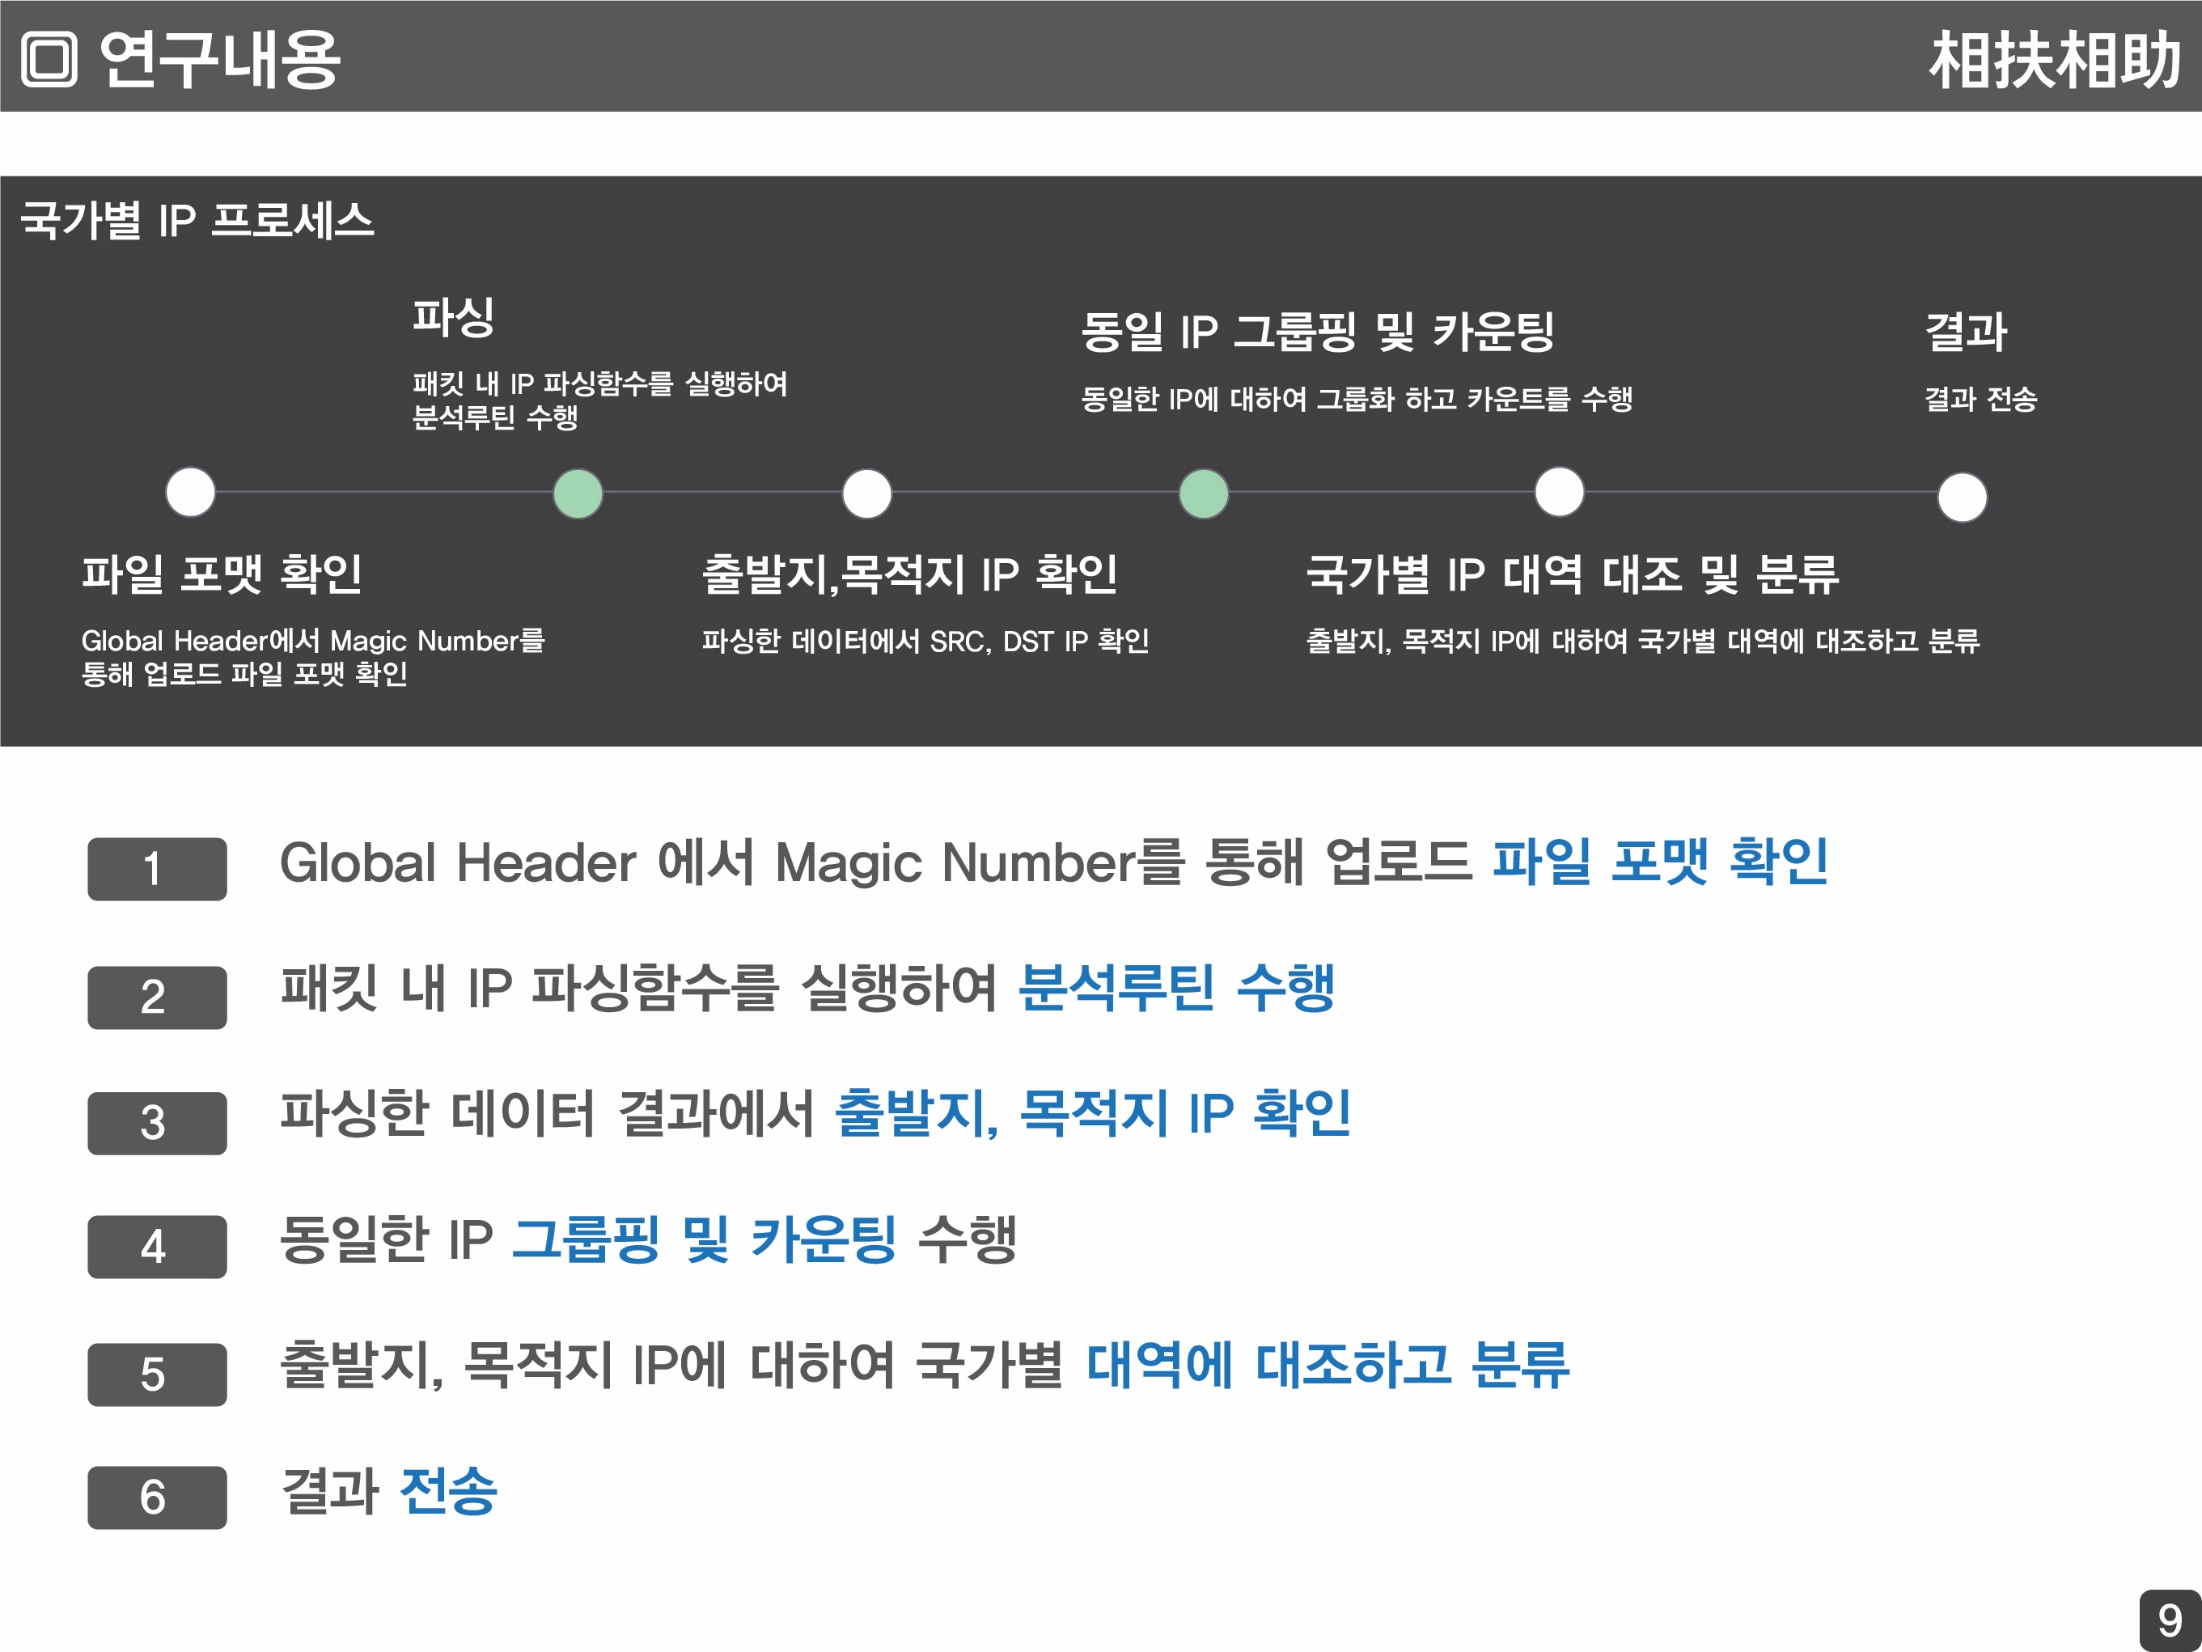 연구내용
相扶相助
국가별 IP 프로세스
파싱
패킷 내 IP 파싱함수를 실행하여
분석루틴 수행
동일 IP 그룹핑 및 카운팅
동일한 IP에 대하여 그룹화 하고 카운트를 수행
결과
결과 전송
파일 포맷 확인
Global Header에서 Magic Number를
통해 업로드 파일 포맷 확인
출발지,목적지 IP 확인
파싱한 데이터에서 SRC, DST IP 확인
국가별 IP 대역 대조 및 분류
출발지, 목적지 IP에 대하여 국가별 대역에 대조하고 분류
1 Global Header 에서 Magic Number를 통해 업로드 파일 포맷 확인
2 패킷 내 IP 파싱함수를 실행하여 분석루틴 수행
3 파싱한 데이터 결과에서 출발지, 목적지 IP 확인
4 동일한 IP 그룹핑 및 카운팅 수행
5 출발지, 목적지 IP에 대하여 국가별 대역에 대조하고 분류
6 결과 전송
9